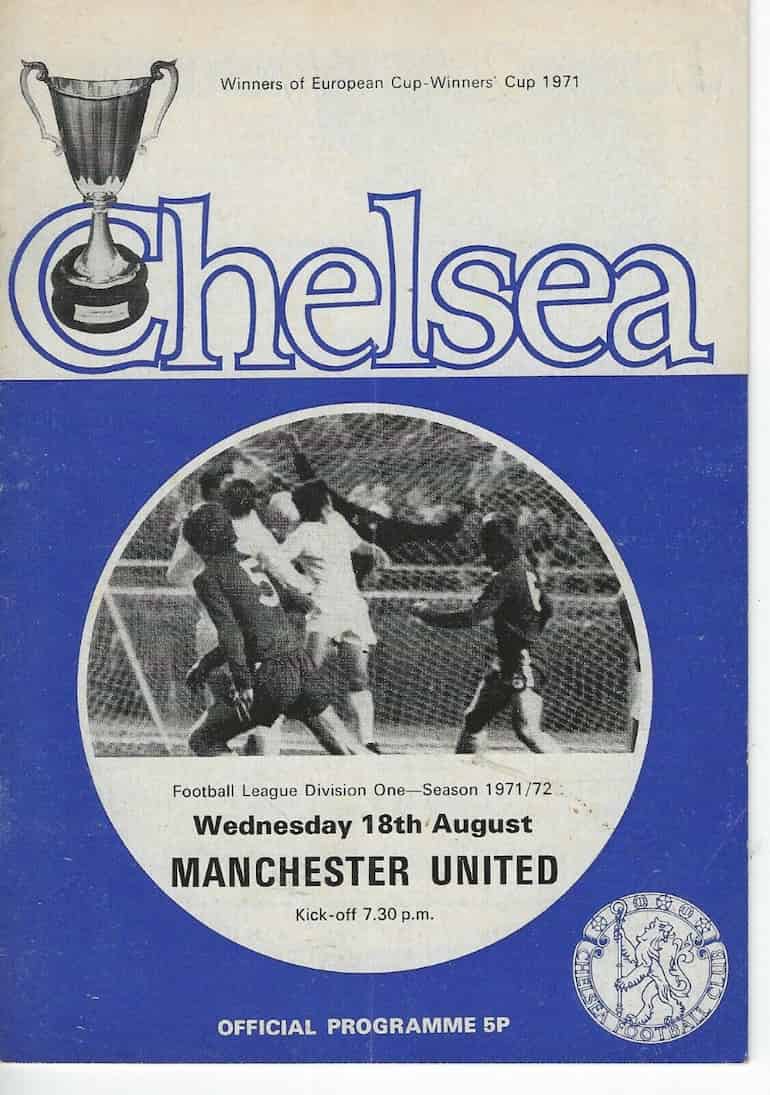 Winners of European Cup-Winners' Cup 1971
Chelsea
5
Football League Division One—Season 1971/72
Wednesday 18th August
MANCHESTER UNITED
Kick-off 7.30 p.m.
CHELSEA FOOTBALL CLUB
OFFICIAL PROGRAMME 5P